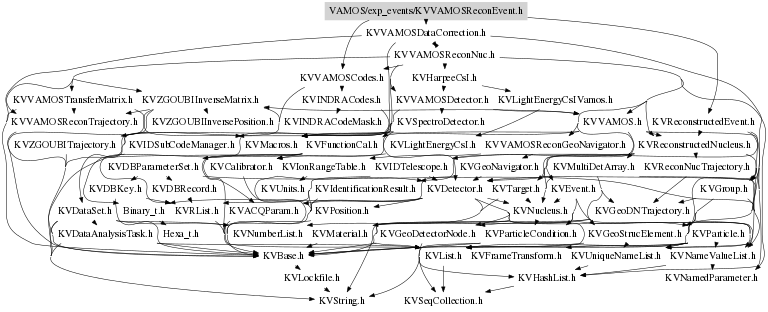 VAMOS/exp_events/KVVAMOSReconEvent.h
KVVAMOSDataCorrection.h
KVVAMOSReconNuc.h
KVVAMOSCodes.h KVHarpeeCsI.h
KVVAMOSTransferMatrix.h KVZGOUBIInverseMatrix.h KVINDRACodes.h KVVAMOSDetector.h KVLightEnergyCsIVamos.h
KVVAMOSReconTrajectory.h KVZGOUBIInversePosition.h KVINDRACodeMask.h KVSpectroDetector.h KVVAMOS.h KVReconstructedEvent.h
KVZGOUBITrajectory.h KVIDSubCodeManager.h KVMacros.h KVFunctionCal.h KVLightEnergyCsI.h KVVAMOSReconGeoNavigator.h KVReconstructedNucleus.h
KVDBParameterSet.h KVCalibrator.h KVIonRangeTable.h KVIDTelescope.h KVGeoNavigator.h KVMultiDetArray.h KVReconNucTrajectory.h
KVDBKey.h KVDBRecord.h KVUnits.h KVIdentificationResult.h KVDetector.h KVTarget.h KVEvent.h KVGroup.h
KVDataSet.h Binary_t.h KVRList.h KVACQParam.h KVPosition.h KVNucleus.h KVGeoDNTrajectory.h
KVDataAnalysisTask.h Hexa_t.h KVNumberList.h KVMaterial.h KVGeoDetectorNode.h KVParticleCondition.h KVGeoStrucElement.h KVParticle.h
KVBase.h KVList.h KVFrameTransform.h KVUniqueNameList.h KVNameValueList.h
KVLockfile.h KVHashList.h KVNamedParameter.h
KVString.h KVSeqCollection.h